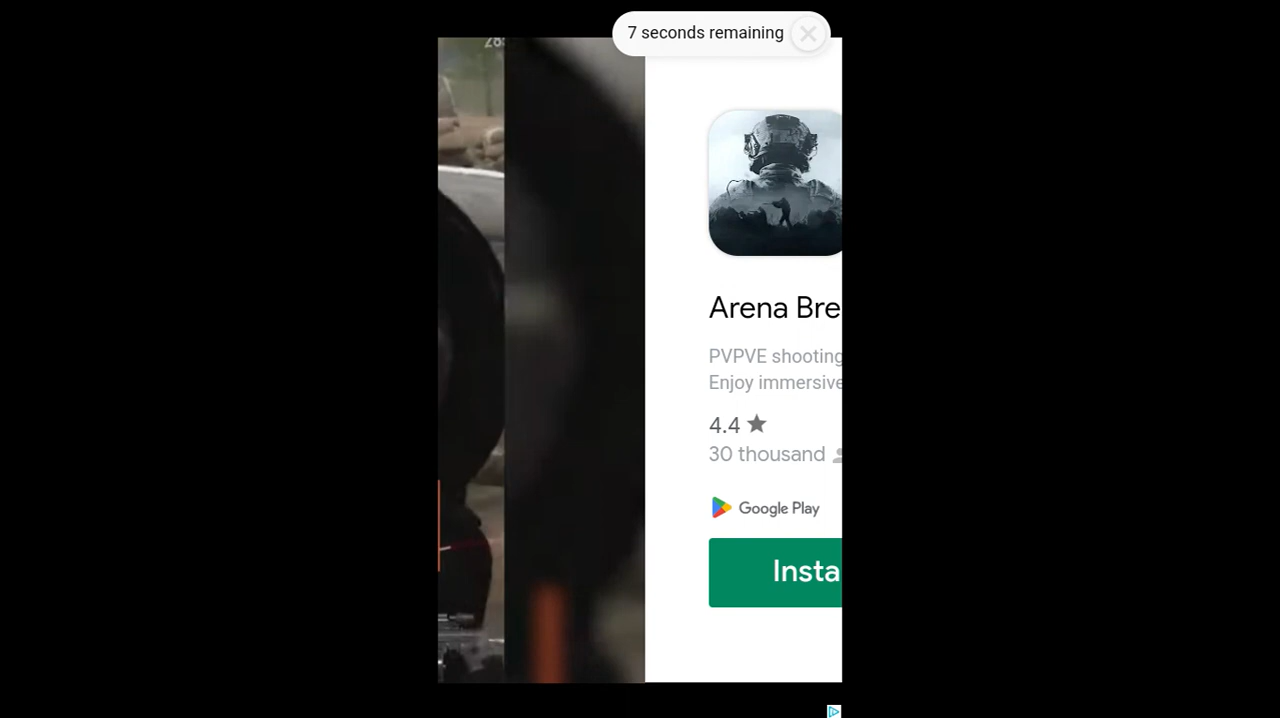 7 seconds remaining
Arena Bre
PVPVE shooting
Enjoy immersive
4.4
30 thousand
Google Play
Insta